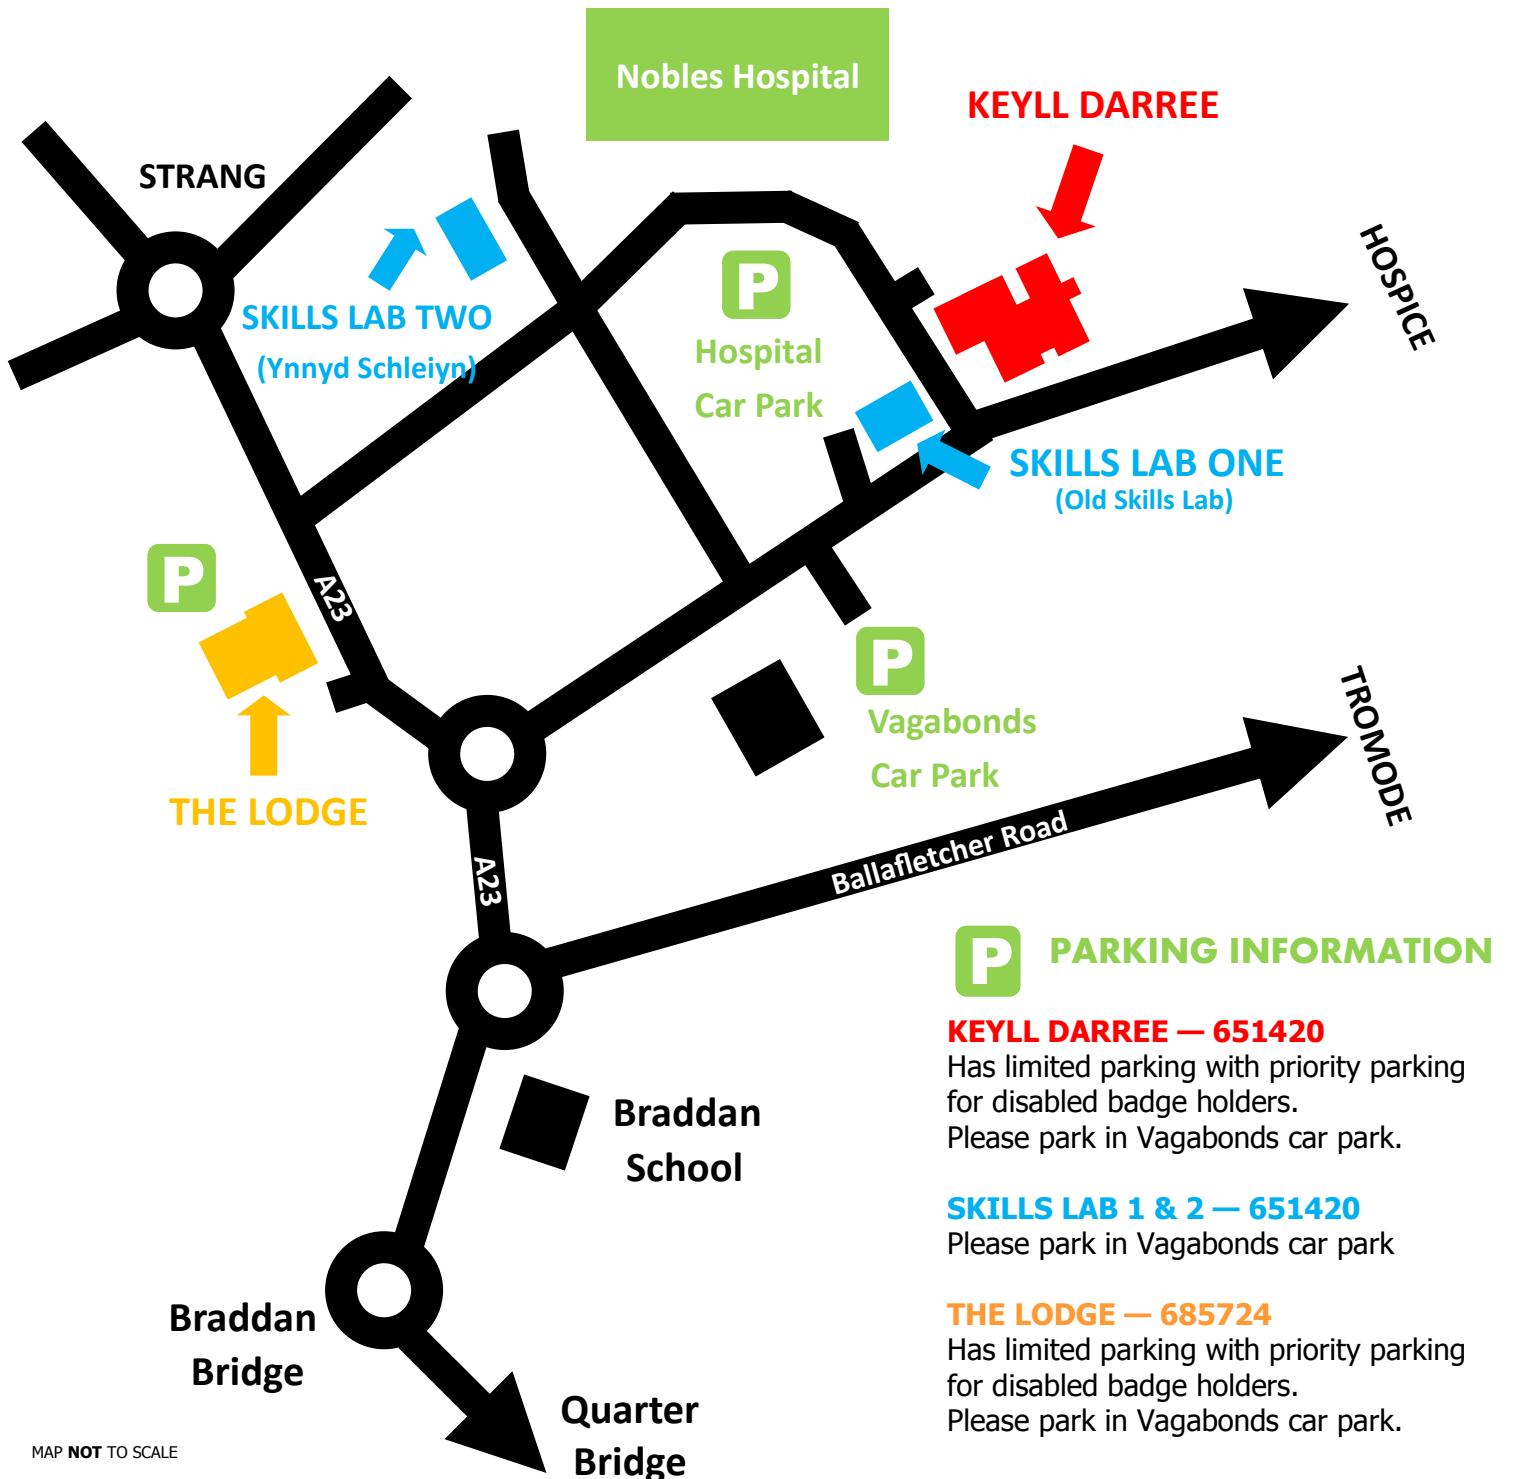 Nobles Hospital
KEYLL DARREE
STRANG
HOSPICE
SKILLS LAB TWO
(Ynnyd Schleiyn)
P
Hospital
Car Park
SKILLS LAB ONE
(Old Skills Lab)
P
A23
THE LODGE
P
Vagabonds
Car Park
TROMODE
A23
Ballafletcher Road
P PARKING INFORMATION
KEYLL DARREE — 651420
Has limited parking with priority parking
for disabled badge holders.
Please park in Vagabonds car park.
SKILLS LAB 1 & 2 — 651420
Please park in Vagabonds car park
THE LODGE — 685724
Has limited parking with priority parking
for disabled badge holders.
Please park in Vagabonds car park.
Braddan
School
Braddan
Bridge
Quarter
Bridge
MAP NOT TO SCALE